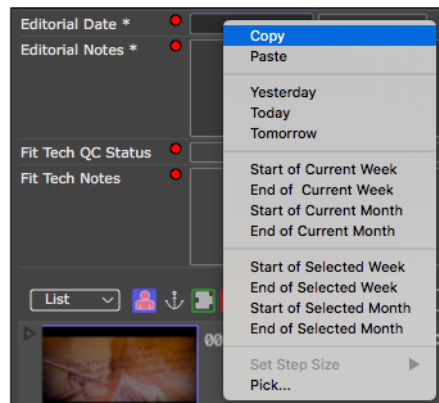 Editorial Date *
Editorial Notes *
Fit Tech QC Status
Fit Tech Notes
List
00
Copy
Paste
Yesterday
Today
Tomorrow
Start of Current Week
End of Current Week
Start of Current Month
End of Current Month
Start of Selected Week
End of Selected Week
Start of Selected Month
End of Selected Month
Set Step Size
Pick...